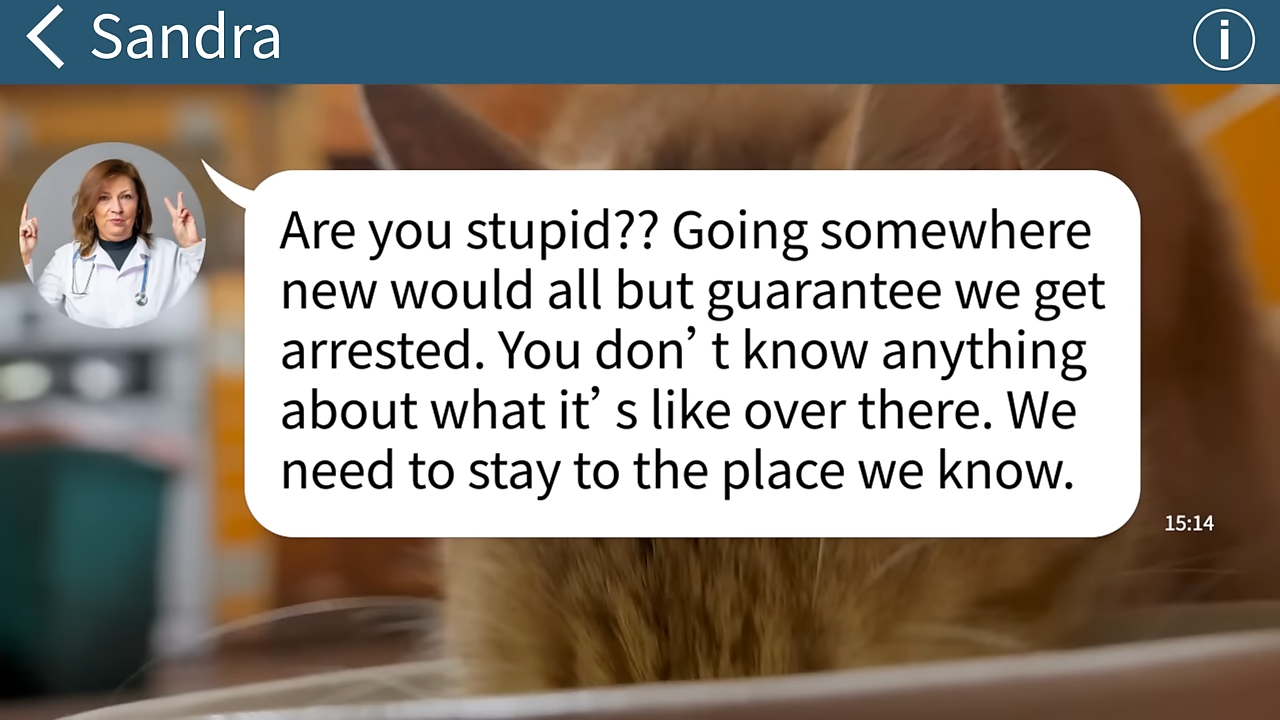 Sandra
Are you stupid?? Going somewhere
new would all but guarantee we get
arrested. You don’t know anything
about what it’s like over there. We
need to stay to the place we know.
15:14